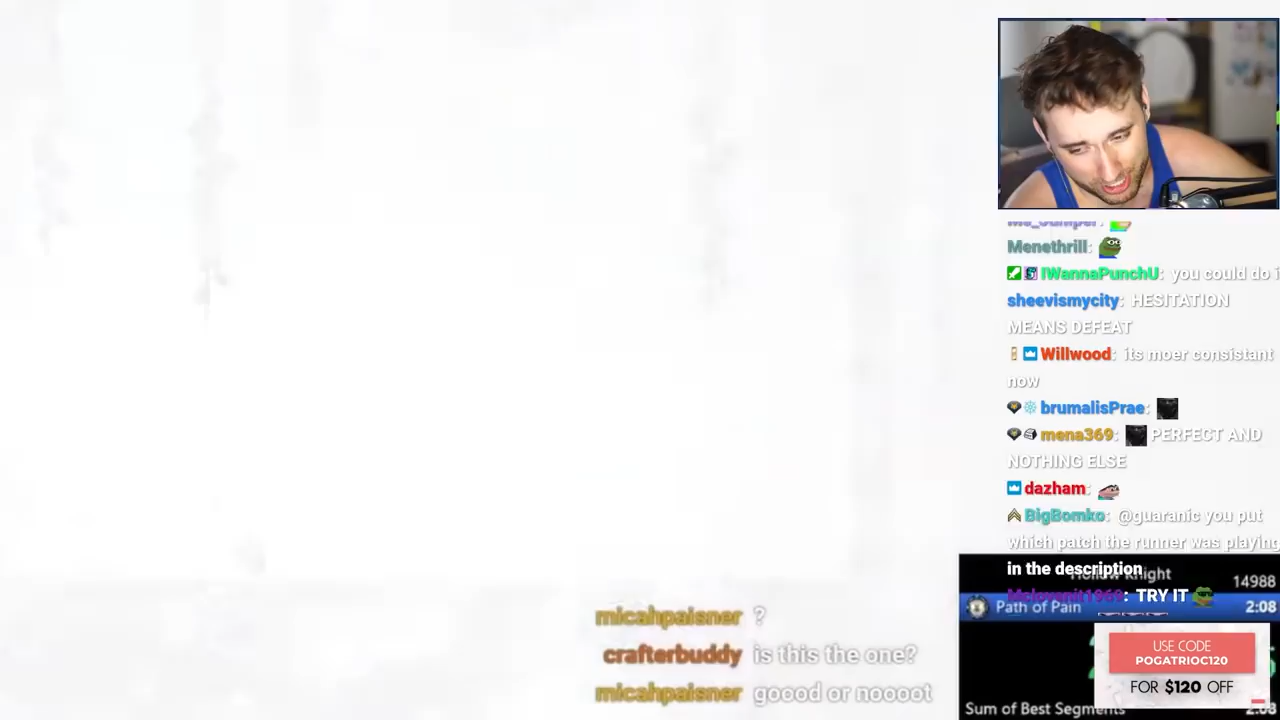 Menethrill:
IWannaPunchU: you could do i
sheevismycity: HESITATION
MEANS DEFEAT
Willwood: its moer consistant
now
brumalisPrae:
mena369: PERFECT AND
NOTHING ELSE
dazham:
BigBomko: @guaranic you put
which patch the runner was playing
in the description
Knight
14988
: TRY IT
Path of Pain
2:08
USE CODE
POGATRIOC120
FOR $120 OFF
Sum of Best Segments
2:08
micahpaisner ?
crafterbuddy is this the one?
micahpaisner goood or noooot